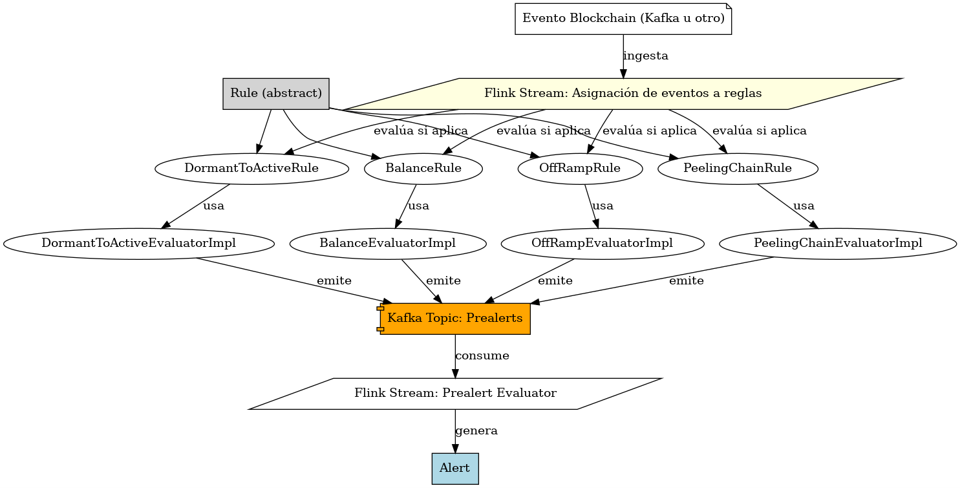 Evento Blockchain (Kafka u otro)
ingesta
Rule (abstract)
Flink Stream: Asignación de eventos a reglas
evalúa si aplica
evalúa si aplica
evalúa si aplica
evalúa si aplica
DormantToActiveRule
BalanceRule
OffRampRule
PeelingChainRule
usa
usa
usa
usa
DormantToActiveEvaluatorImpl
BalanceEvaluatorImpl
OffRampEvaluatorImpl
PeelingChainEvaluatorImpl
emite
emite
emite
emite
Kafka Topic: Prealerts
consume
Flink Stream: Prealert Evaluator
genera
Alert